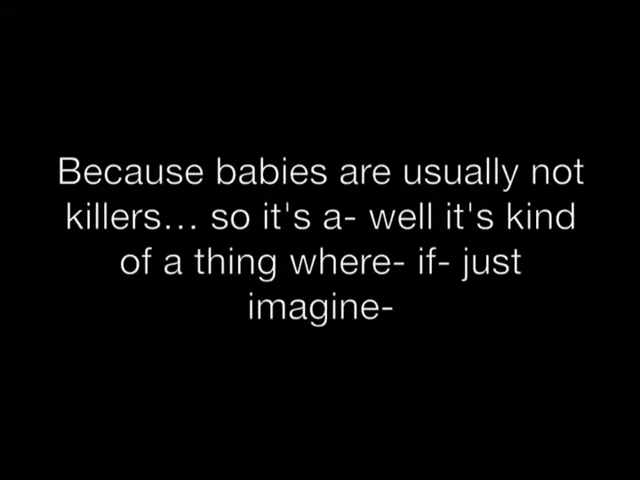 Because babies are usually not
killers... so it's a- well it's kind
of a thing where- if- just
imagine-